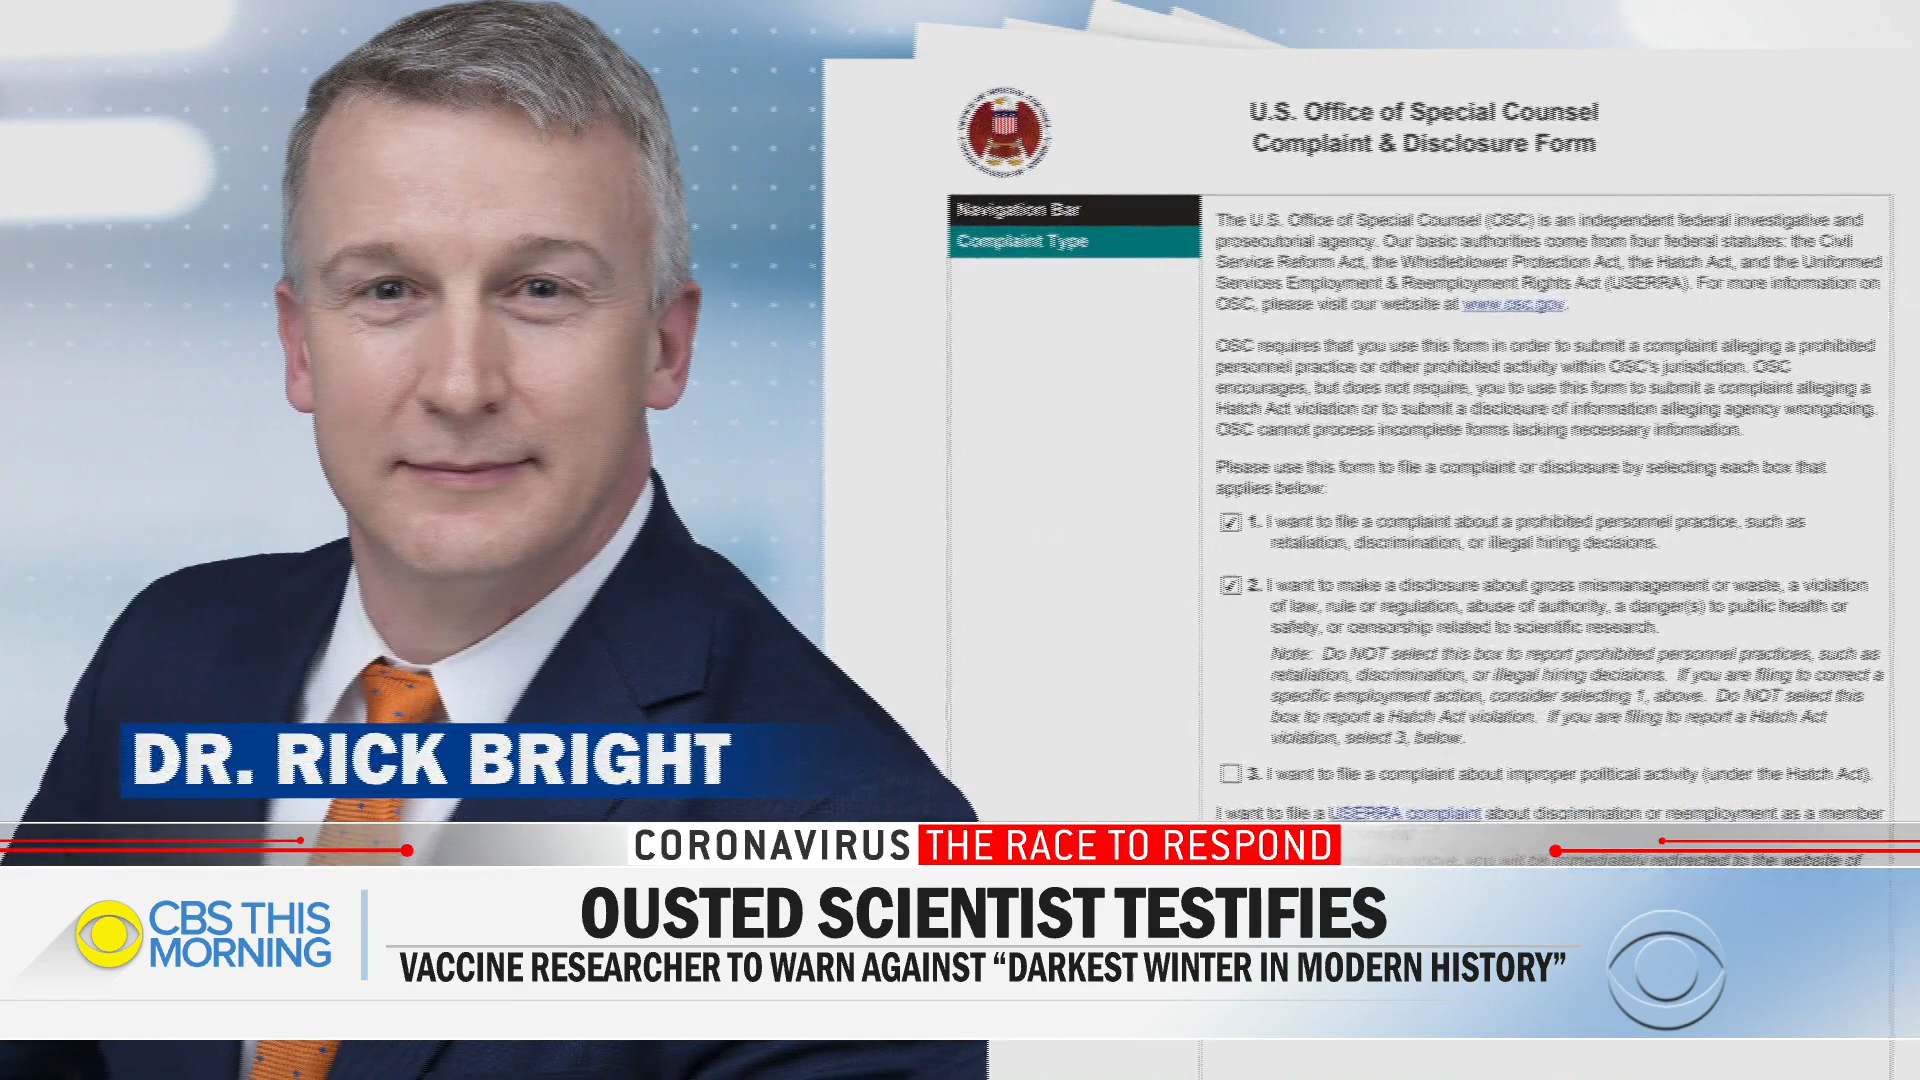 U.S. Office of Special Counsel
Complaint & Disclosure Form
Navigation Bar
Complaint Type
The U.S. Office of Special Counsel (OSC) is an independent federal investigative and
prosecutorial agency. Our basic authorities come from four federal statutes: the Civil
Service Reform Act, the Whistleblower Protection Act, the Hatch Act, and the Uniformed
Services Employment & Reemployment Rights Act (USERRA). For more information on
OSC, please visit our website at www.osc.gov.
OSC requires that you use this form in order to submit a complaint alleging a prohibited
personnel practice or other prohibited activity within OSC's jurisdiction. OSC
encourages, but does not require, you to use this form to submit a complaint alleging a
Hatch Act violation or to submit a disclosure of information alleging agency wrongdoing.
OSC cannot process incomplete forms lacking necessary information.
Please use this form to file a complaint or disclosure by selecting each box that
applies below:
1. I want to file a complaint about a prohibited personnel practice, such as
retaliation, discrimination, or illegal hiring decisions.
2. I want to make a disclosure about gross mismanagement or waste, a violation
of law, rule or regulation, abuse of authority, a danger(s) to public health or
safety, or censorship related to scientific research.
Note: Do NOT select this box to report prohibited personnel practices, such as
retaliation, discrimination, or illegal hiring decisions. If you are filing to correct a
specific employment action, consider selecting 1, above. Do NOT select this
box to report a Hatch Act violation. If you are filing to report a Hatch Act
violation, select 3, below.
3. I want to file a complaint about improper political activity (under the Hatch Act).
I want to file a USERRA complaint about discrimination or reemployment as a member
you will be immediately redirected to the website of
DR. RICK BRIGHT
CORONAVIRUS THE RACE TO RESPOND
CBS THIS
MORNING
OUSTED SCIENTIST TESTIFIES
VACCINE RESEARCHER TO WARN AGAINST “DARKEST WINTER IN MODERN HISTORY”